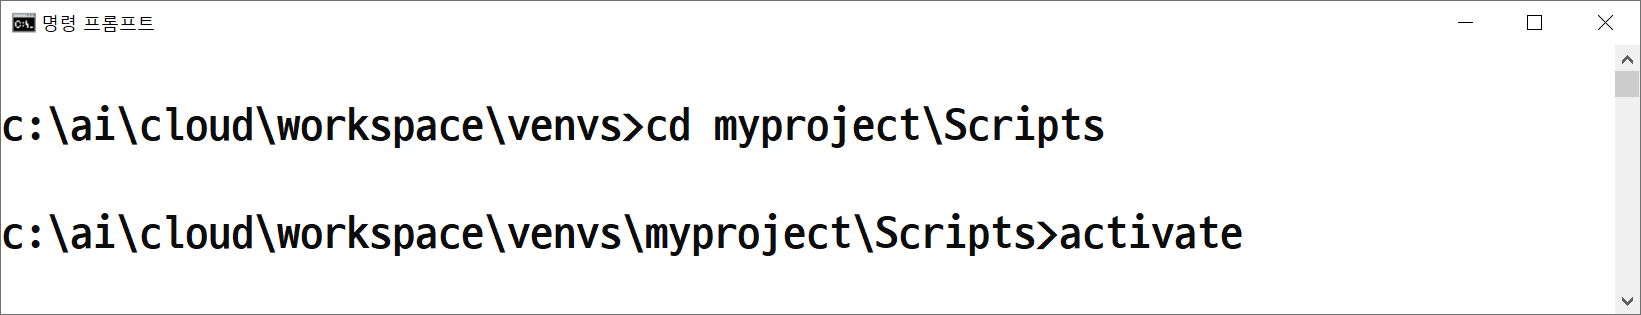 명령 프롬프트
c:\ai\cloud\workspace\venvs>cd myproject\Scripts
c:\ai\cloud\workspace\venvs\myproject\Scripts>activate